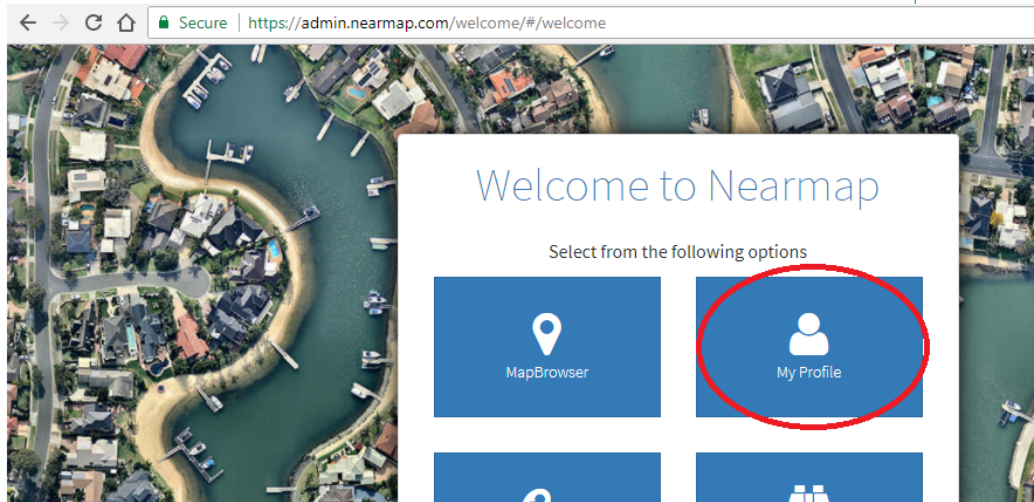 Secure | https://admin.nearmap.com/welcome/#/welcome
Welcome to Nearmap
Select from the following options
MapBrowser
My Profile